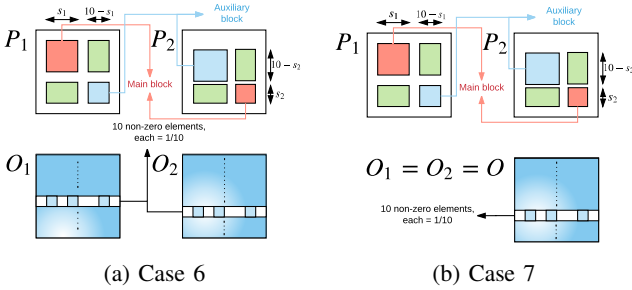 s₁ 10 − s₁
Auxiliary
block
P₁ P₂
10 − s₂
s₂
Main block
10 non-zero elements,
each = 1/10
O₁ O₂
(a) Case 6
s₁ 10 − s₁
Auxiliary
block
P₁ P₂
10 − s₂
s₂
Main block
O₁ = O₂ = O
10 non-zero elements,
each = 1/10
(b) Case 7